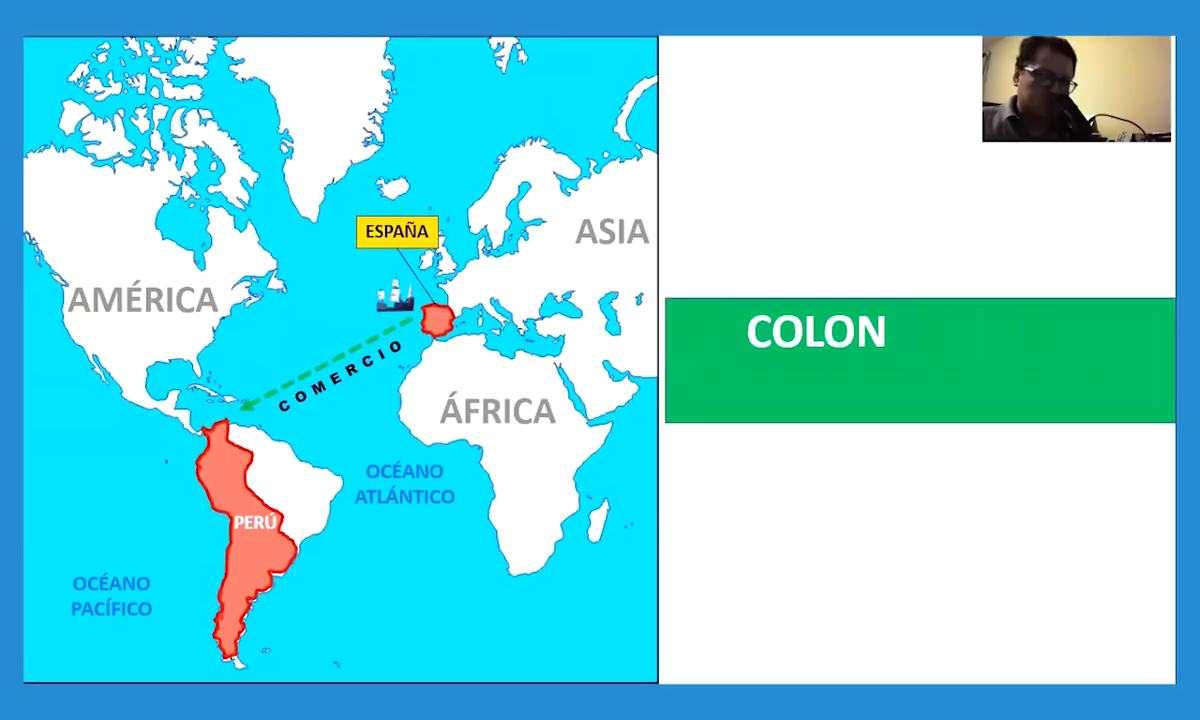 ESPAÑA
ASIA
AMÉRICA
COMERCIO
ÁFRICA
OCÉANO
ATLÁNTICO
PERÚ
OCÉANO
PACÍFICO
COLON